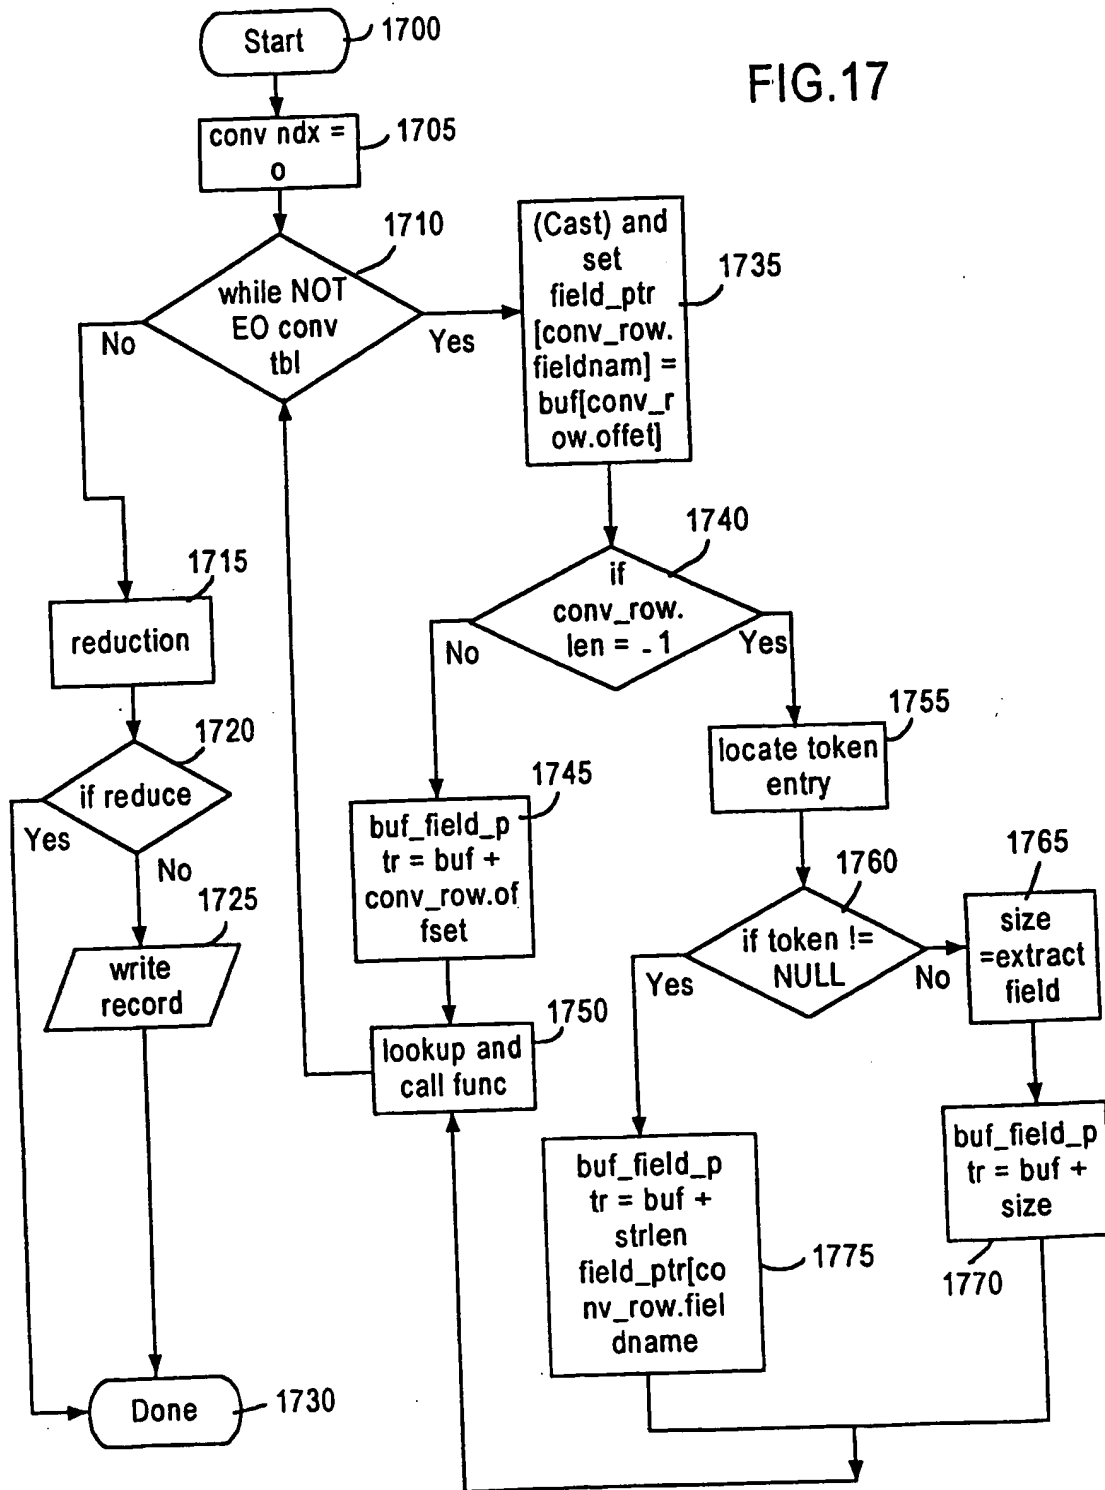 Start
1700
FIG.17
conv ndx =
o
1705
1710
while NOT
EO conv
tbl
No
Yes
(Cast) and
set
field_ptr
[conv_row.
fieldnam] =
buf[conv_r
ow.offet]
1735
1740
if
conv_row.
len = -1
No
Yes
1715
reduction
1720
if reduce
Yes
No
1725
write
record
Done
1730
1745
buf_field_p
tr = buf +
conv_row.of
fset
1750
lookup and
call func
1755
locate token
entry
1760
if token !=
NULL
Yes
No
1765
size
=extract
field
buf_field_p
tr = buf +
size
1770
buf_field_p
tr = buf +
strlen
field_ptr[co
nv_row.fiel
dname
1775